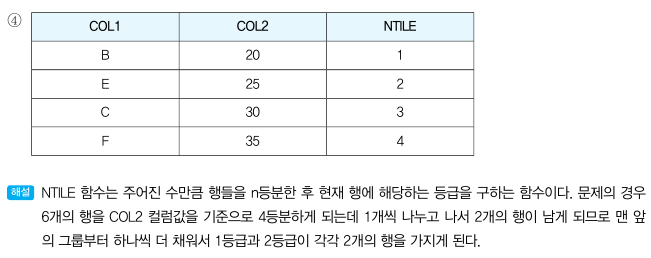 ④
COL1 COL2 NTILE
B 20 1
E 25 2
C 30 3
F 35 4
해설 NTILE 함수는 주어진 수만큼 행들을 n등분한 후 현재 행에 해당하는 등급을 구하는 함수이다. 문제의 경우
6개의 행을 COL2 컬럼값을 기준으로 4등분하게 되는데 1개씩 나누고 나서 2개의 행이 남게 되므로 맨 앞
의 그룹부터 하나씩 더 채워서 1등급과 2등급이 각각 2개의 행을 가지게 된다.